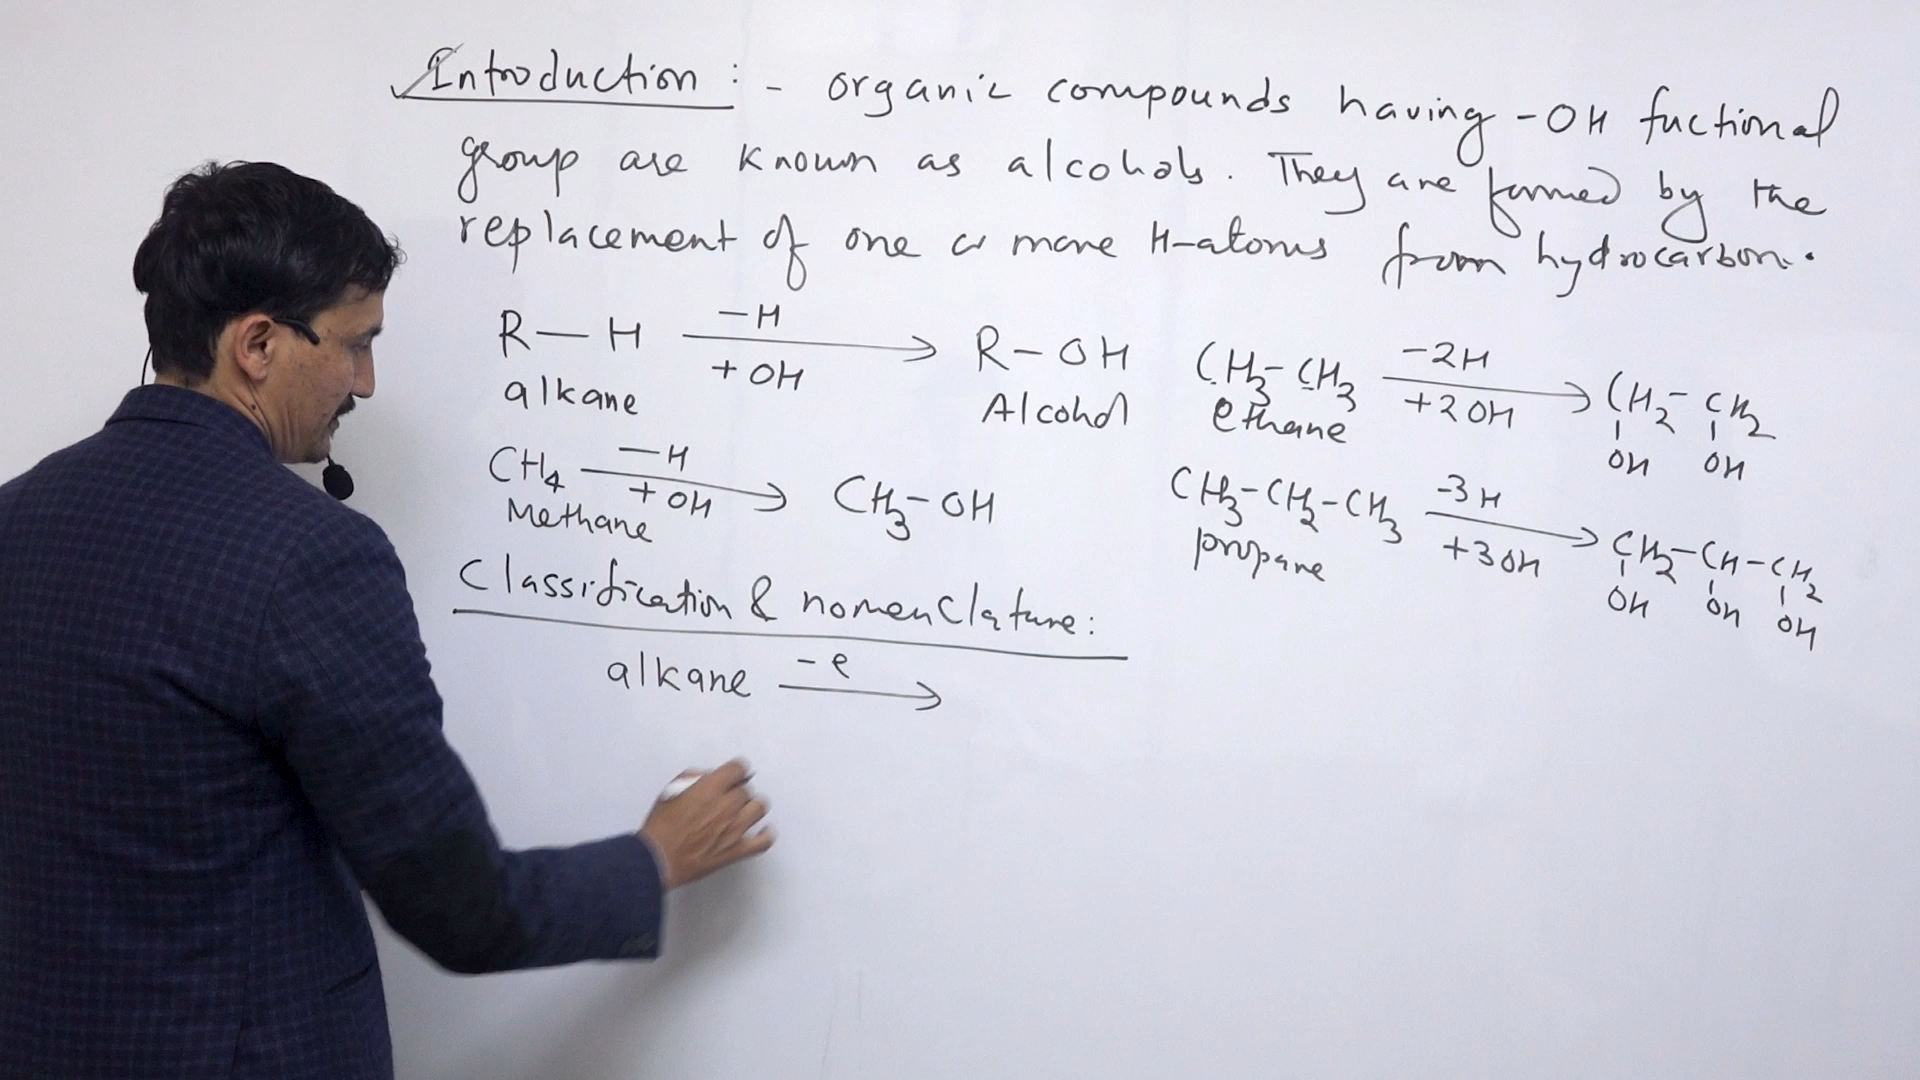 Introduction : - organic compounds having -OH fuctional
group are known as alcohols. They are formed by the
replacement of one or more H-atoms from hydrocarbon.
R — H —H + OH → R - OH
alkane Alcohol
CH4 —H + OH → CH3 - OH
Methane
CH3 - CH3 -2H +2OH → CH2 - CH2
ethane OH OH
CH3 - CH2 - CH3 -3H +3OH → CH2 - CH - CH2
propane OH OH OH
Classification & nomenclature:
alkane -e →